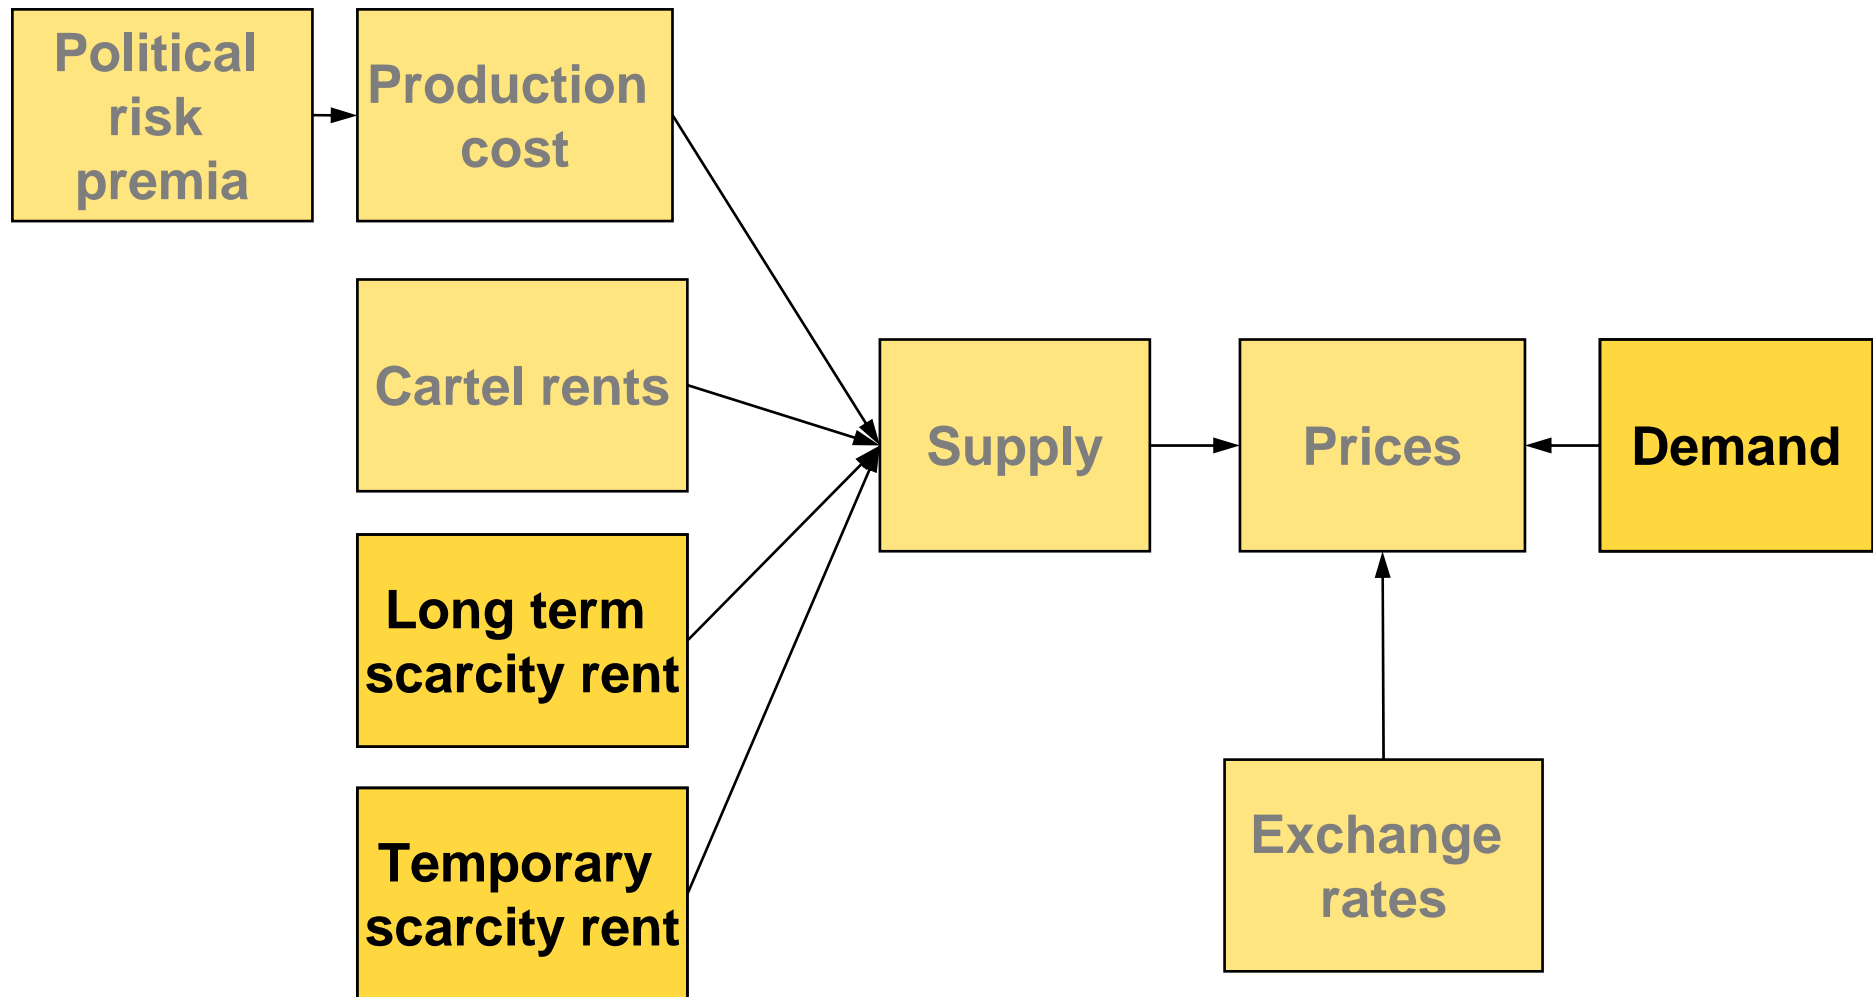 Political
risk
premia
Production
cost
Cartel rents
Long term
scarcity rent
Temporary
scarcity rent
Supply
Prices
Demand
Exchange
rates